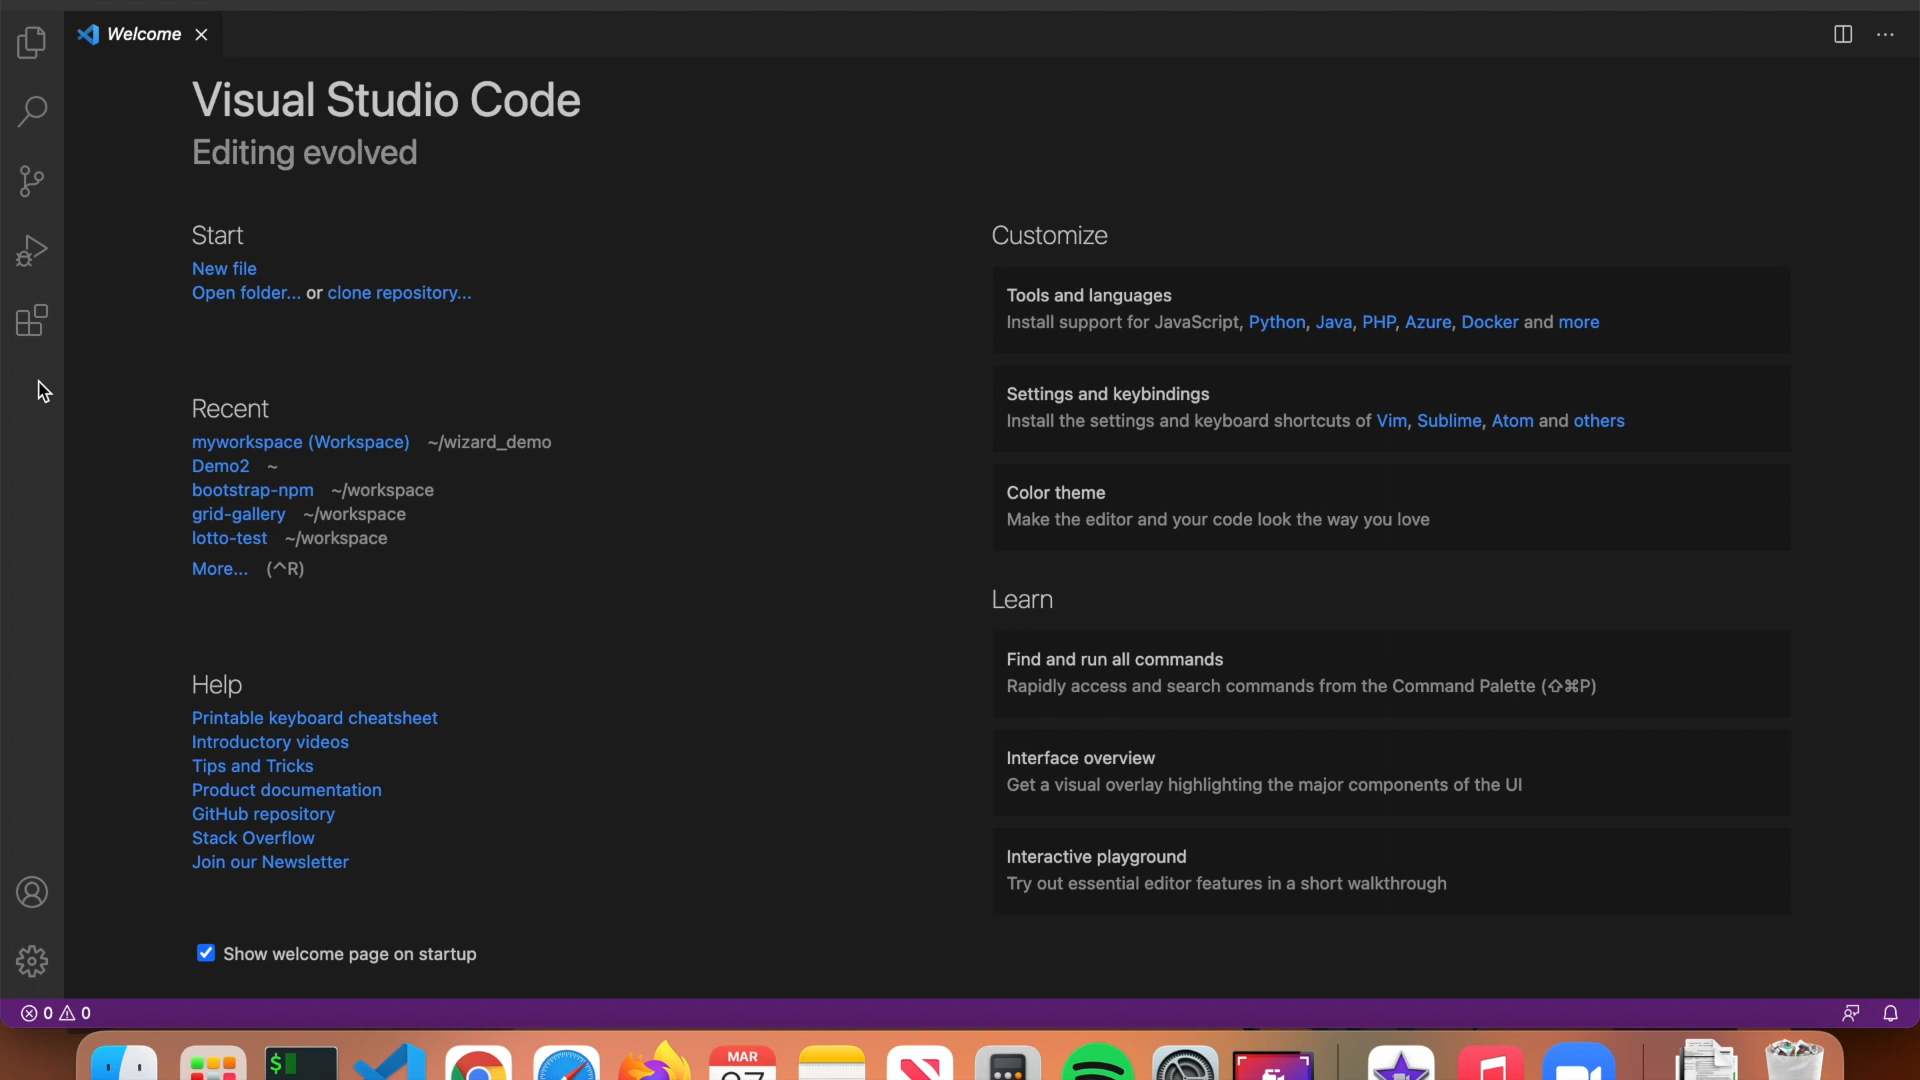 Welcome
Visual Studio Code
Editing evolved
Start
New file
Open folder... or clone repository...
Recent
myworkspace (Workspace) ~/wizard_demo
Demo2 ~
bootstrap-npm ~/workspace
grid-gallery ~/workspace
lotto-test ~/workspace
More... (^R)
Help
Printable keyboard cheatsheet
Introductory videos
Tips and Tricks
Product documentation
GitHub repository
Stack Overflow
Join our Newsletter
Show welcome page on startup
Customize
Tools and languages
Install support for JavaScript, Python, Java, PHP, Azure, Docker and more
Settings and keybindings
Install the settings and keyboard shortcuts of Vim, Sublime, Atom and others
Color theme
Make the editor and your code look the way you love
Learn
Find and run all commands
Rapidly access and search commands from the Command Palette (⇧⌘P)
Interface overview
Get a visual overlay highlighting the major components of the UI
Interactive playground
Try out essential editor features in a short walkthrough
0 0
$
MAR